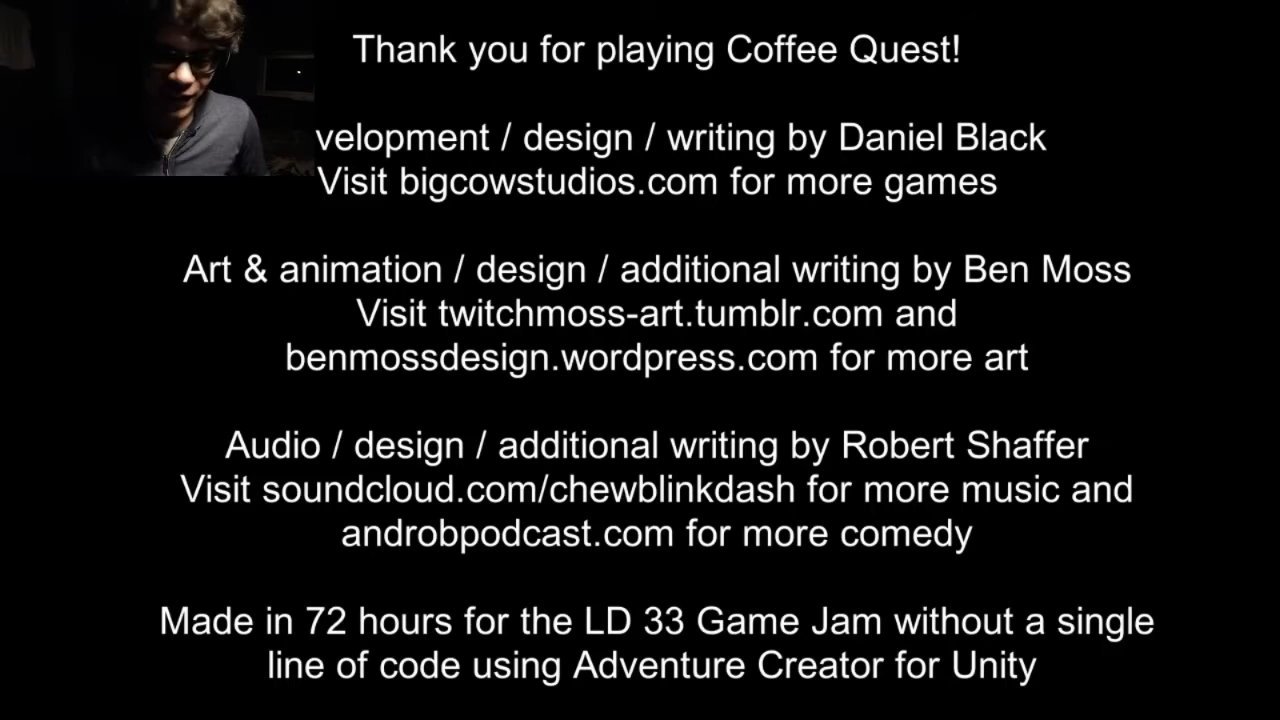 Thank you for playing Coffee Quest!
velopment / design / writing by Daniel Black
Visit bigcowstudios.com for more games
Art & animation / design / additional writing by Ben Moss
Visit twitchmoss-art.tumblr.com and
benmossdesign.wordpress.com for more art
Audio / design / additional writing by Robert Shaffer
Visit soundcloud.com/chewblinkdash for more music and
androbpodcast.com for more comedy
Made in 72 hours for the LD 33 Game Jam without a single
line of code using Adventure Creator for Unity